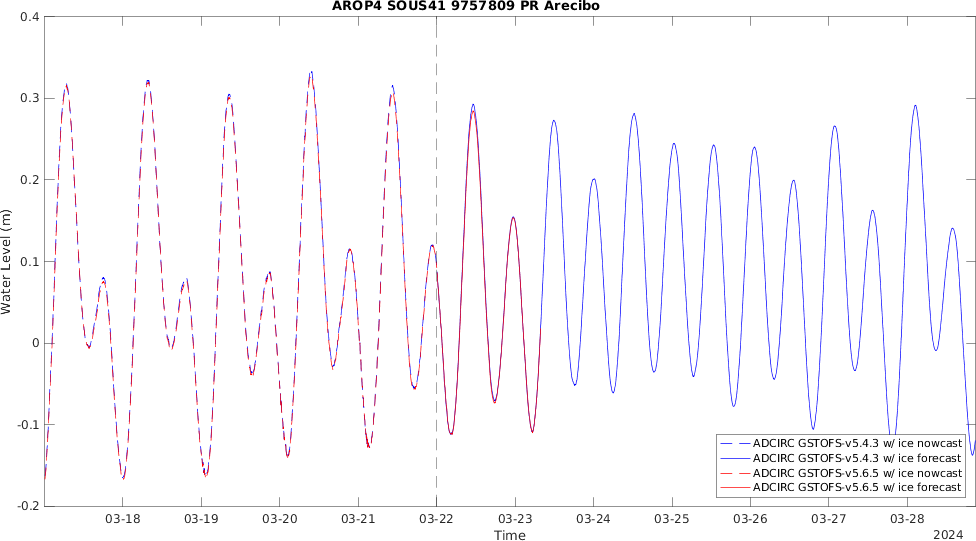 AROP4 SOUS41 9757809 PR Arecibo
0.4
0.3
0.2
0.1
0
-0.1
-0.2
Water Level (m)
03-18 03-19 03-20 03-21 03-22 03-23 03-24 03-25 03-26 03-27 03-28
Time
2024
ADCIRC GSTOFS-v5.4.3 w/ ice nowcast
ADCIRC GSTOFS-v5.4.3 w/ ice forecast
ADCIRC GSTOFS-v5.6.5 w/ ice nowcast
ADCIRC GSTOFS-v5.6.5 w/ ice forecast